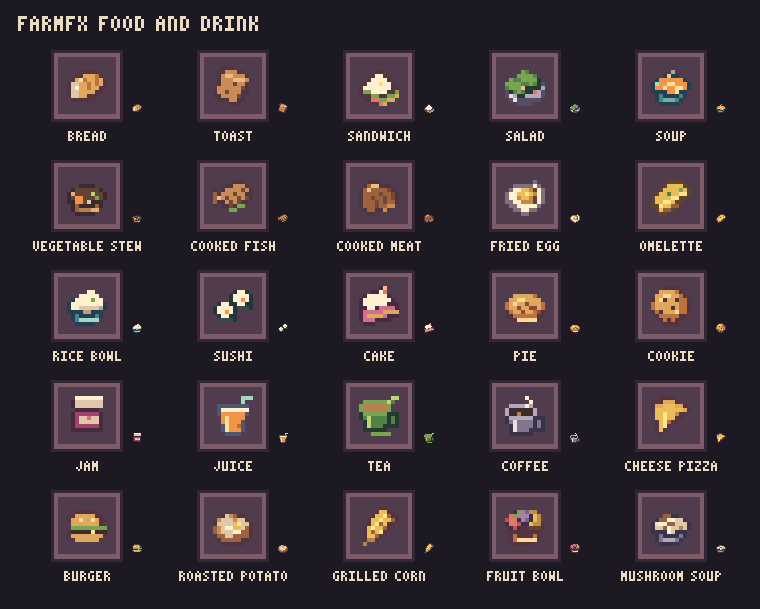 FARMFX FOOD AND DRINK
BREAD TOAST SANDWICH SALAD SOUP
VEGETABLE STEW COOKED FISH COOKED MEAT FRIED EGG OMELETTE
RICE BOWL SUSHI CAKE PIE COOKIE
JAM JUICE TEA COFFEE CHEESE PIZZA
BURGER ROASTED POTATO GRILLED CORN FRUIT BOWL MUSHROOM SOUP